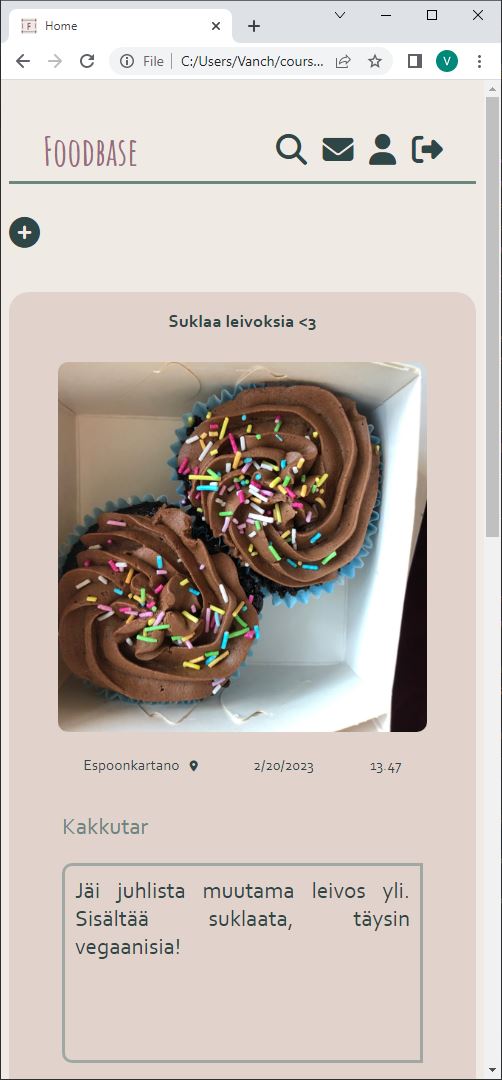 Home
File
C:/Users/Vanch/cours...
V
Foodbase
Suklaa leivoksia <3
Espoonkartano
2/20/2023
13.47
Kakkutar
Jäi juhlista muutama leivos yli.
Sisältää suklaata, täysin
vegaanisia!